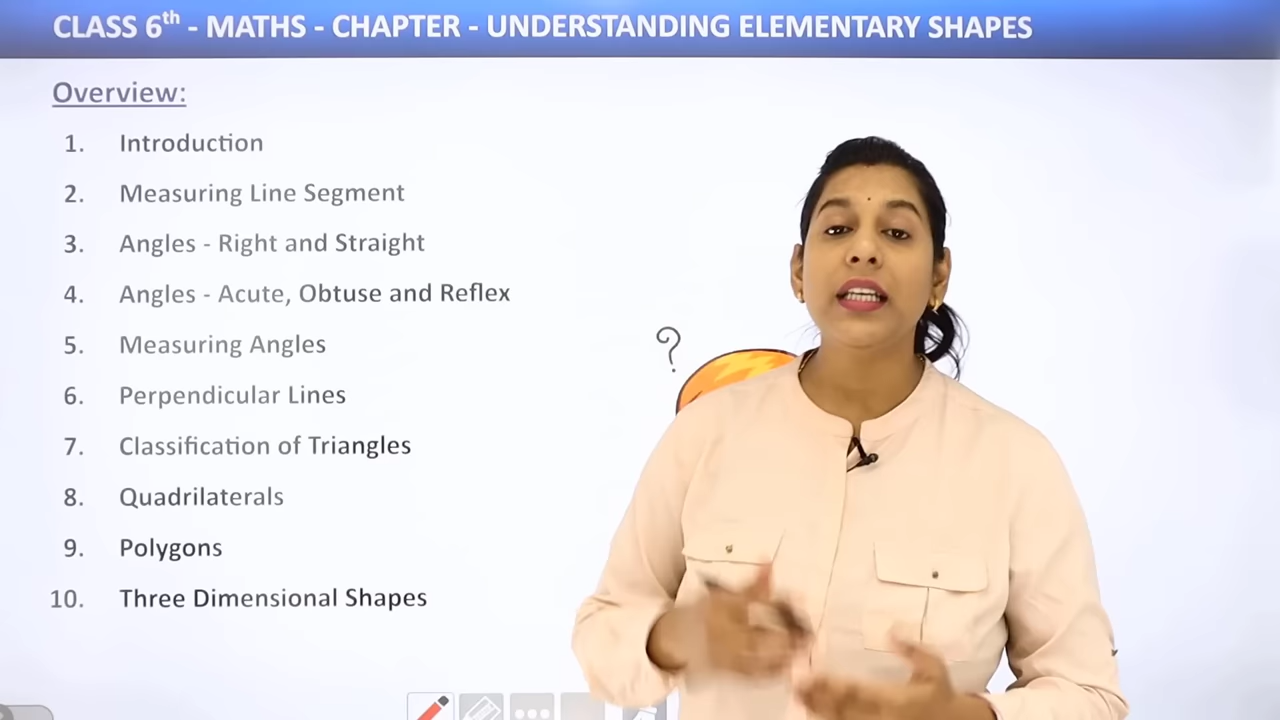 CLASS 6th - MATHS - CHAPTER - UNDERSTANDING ELEMENTARY SHAPES
Overview:
1. Introduction
2. Measuring Line Segment
3. Angles - Right and Straight
4. Angles - Acute, Obtuse and Reflex
5. Measuring Angles
6. Perpendicular Lines
7. Classification of Triangles
8. Quadrilaterals
9. Polygons
10. Three Dimensional Shapes
?